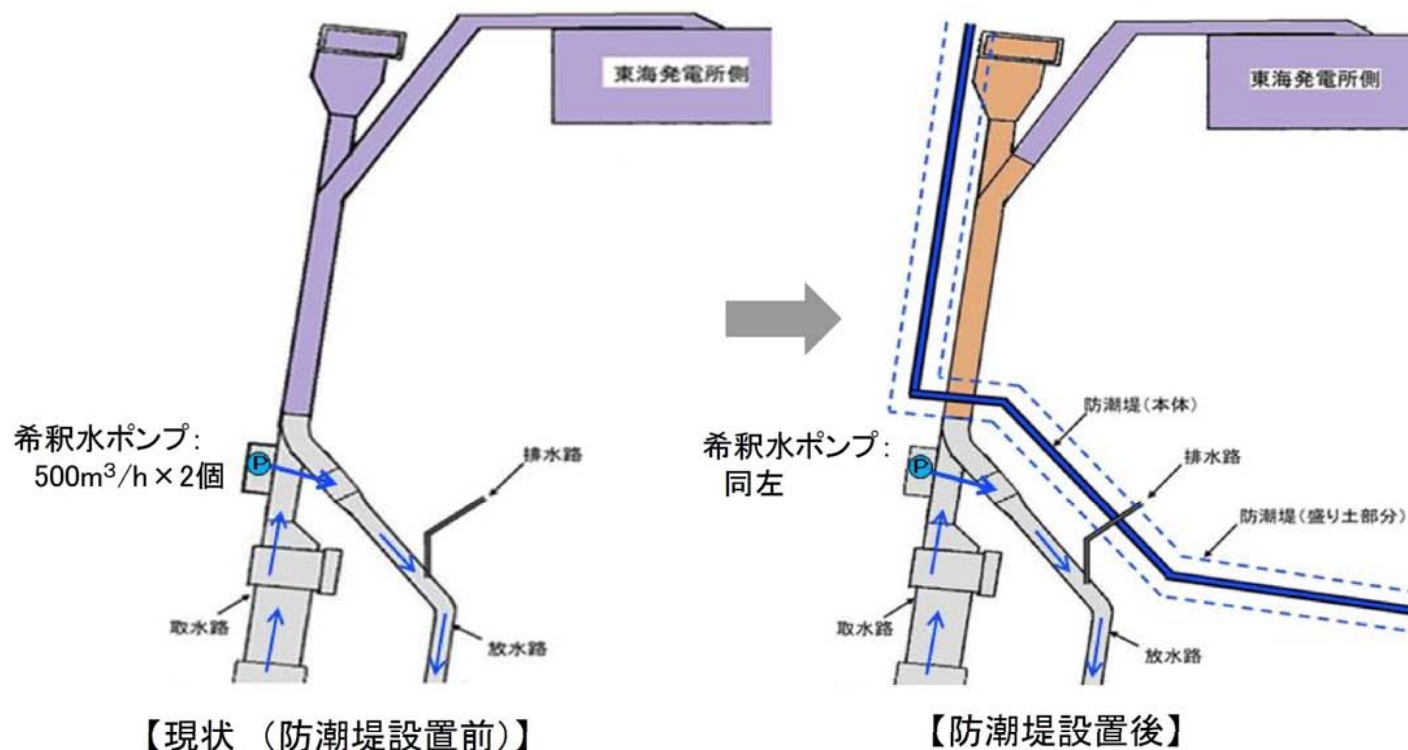 東海発電所側
希釈水ポンプ：
500m³/h×2個
排水路
取水路
放水路
【現状 （防潮堤設置前）】
東海発電所側
防潮堤(本体)
希釈水ポンプ：
同左
排水路
防潮堤(盛り土部分)
取水路
放水路
【防潮堤設置後】
P
P